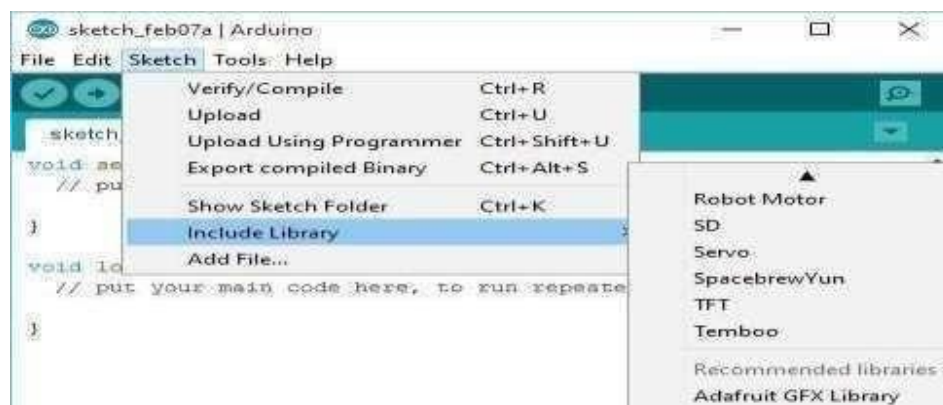 sketch_feb07a | Arduino
File Edit Sketch Tools Help
Verify/Compile Ctrl+R
Upload Ctrl+U
Upload Using Programmer Ctrl+Shift+U
Export compiled Binary Ctrl+Alt+S
Show Sketch Folder Ctrl+K
Include Library
Add File...
sketch_
void se
// pu
}
void lo
// put your main code here, to run repeate
}
Robot Motor
SD
Servo
SpacebrewYun
TFT
Temboo
Recommended libraries
Adafruit GFX Library